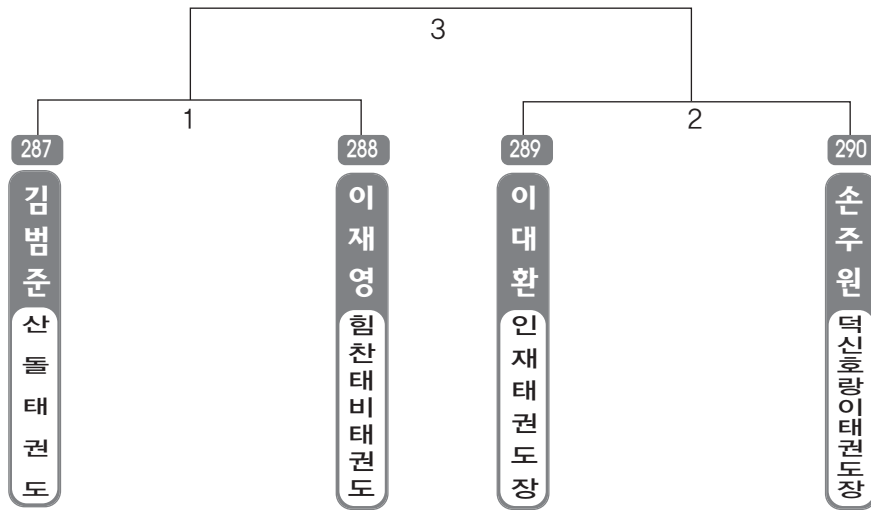 3
1
2
287
288
289
290
김범준
산돌태권도
이재영
힘찬태비태권도
이대환
인재태권도장
손주원
덕신호랑이태권도장